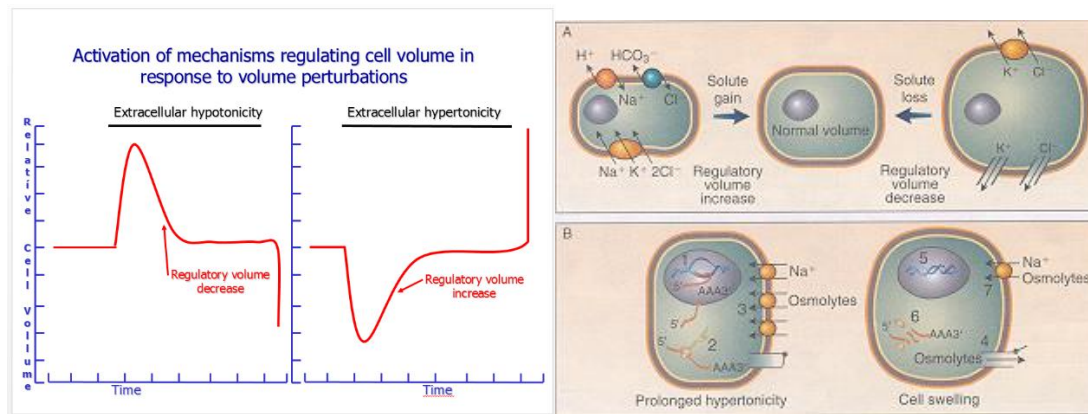 Activation of mechanisms regulating cell volume in
response to volume perturbations
Extracellular hypotonicity
Extracellular hypertonicity
Relative Cell Volume
Regulatory volume
decrease
Regulatory volume
increase
Time
Time
A
H⁺ HCO₃⁻
Na⁺ Cl
Na⁺ K⁺ 2Cl⁻
Solute
gain
Regulatory
volume
increase
Normal volume
Solute
loss
Regulatory
volume
decrease
K⁺ Cl⁻
K⁺ Cl⁻
B
1
5'
AAA3'
3
5'
2
AAA3'
Na⁺
Osmolytes
Prolonged hypertonicity
5
Na⁺
7
Osmolytes
6
5'
AAA3'
4
Osmolytes
Cell swelling